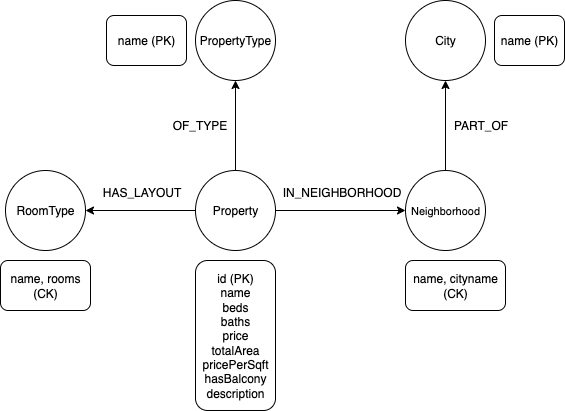 name (PK)
PropertyType
City
name (PK)
OF_TYPE
PART_OF
HAS_LAYOUT
IN_NEIGHBORHOOD
RoomType
Property
Neighborhood
name, rooms
(CK)
id (PK)
name
beds
baths
price
totalArea
pricePerSqft
hasBalcony
description
name, cityname
(CK)